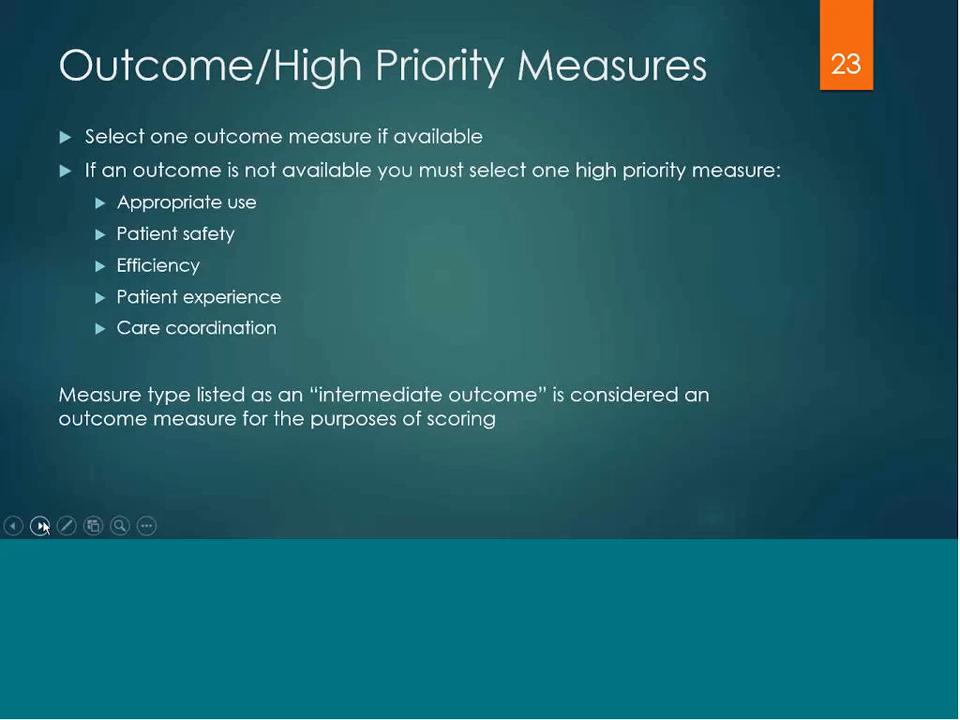 Outcome/High Priority Measures
23
Select one outcome measure if available
If an outcome is not available you must select one high priority measure:
Appropriate use
Patient safety
Efficiency
Patient experience
Care coordination
Measure type listed as an “intermediate outcome” is considered an
outcome measure for the purposes of scoring